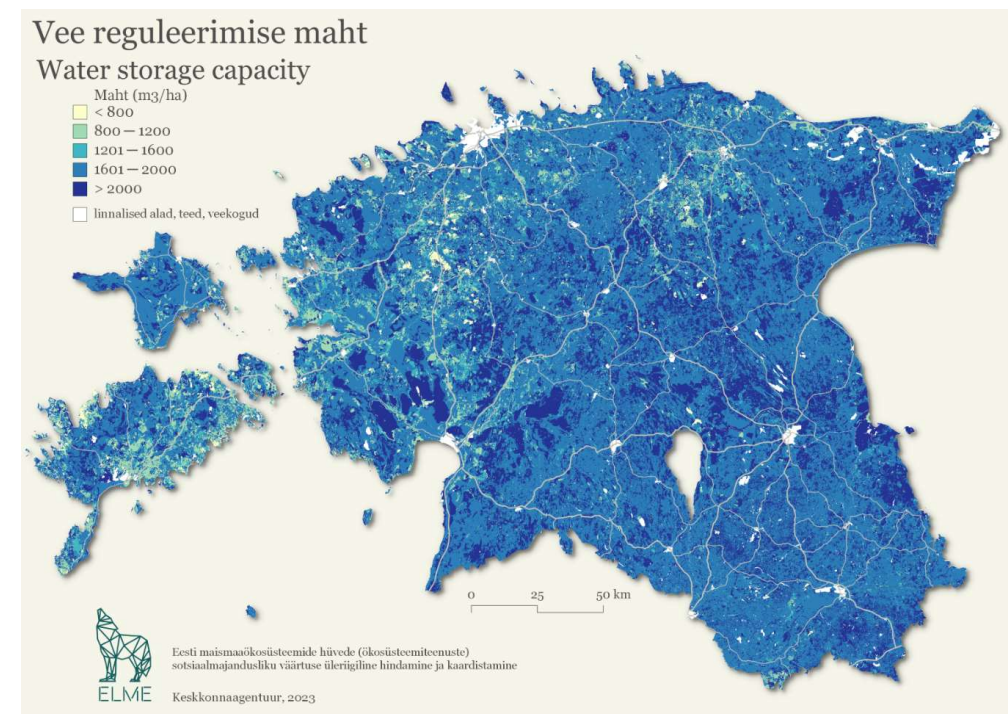 Vee reguleerimise maht
Water storage capacity
Maht (m3/ha)
< 800
800 — 1200
1201 — 1600
1601 — 2000
> 2000
linnalised alad, teed, veekogud
0 25 50 km
Eesti maismaaökosüsteemide hüvede (ökosüsteemiteenuste)
sotsiaalmajandusliku väärtuse üleriigiline hindamine ja kaardistamine
ELME
Keskkonnaagentuur, 2023